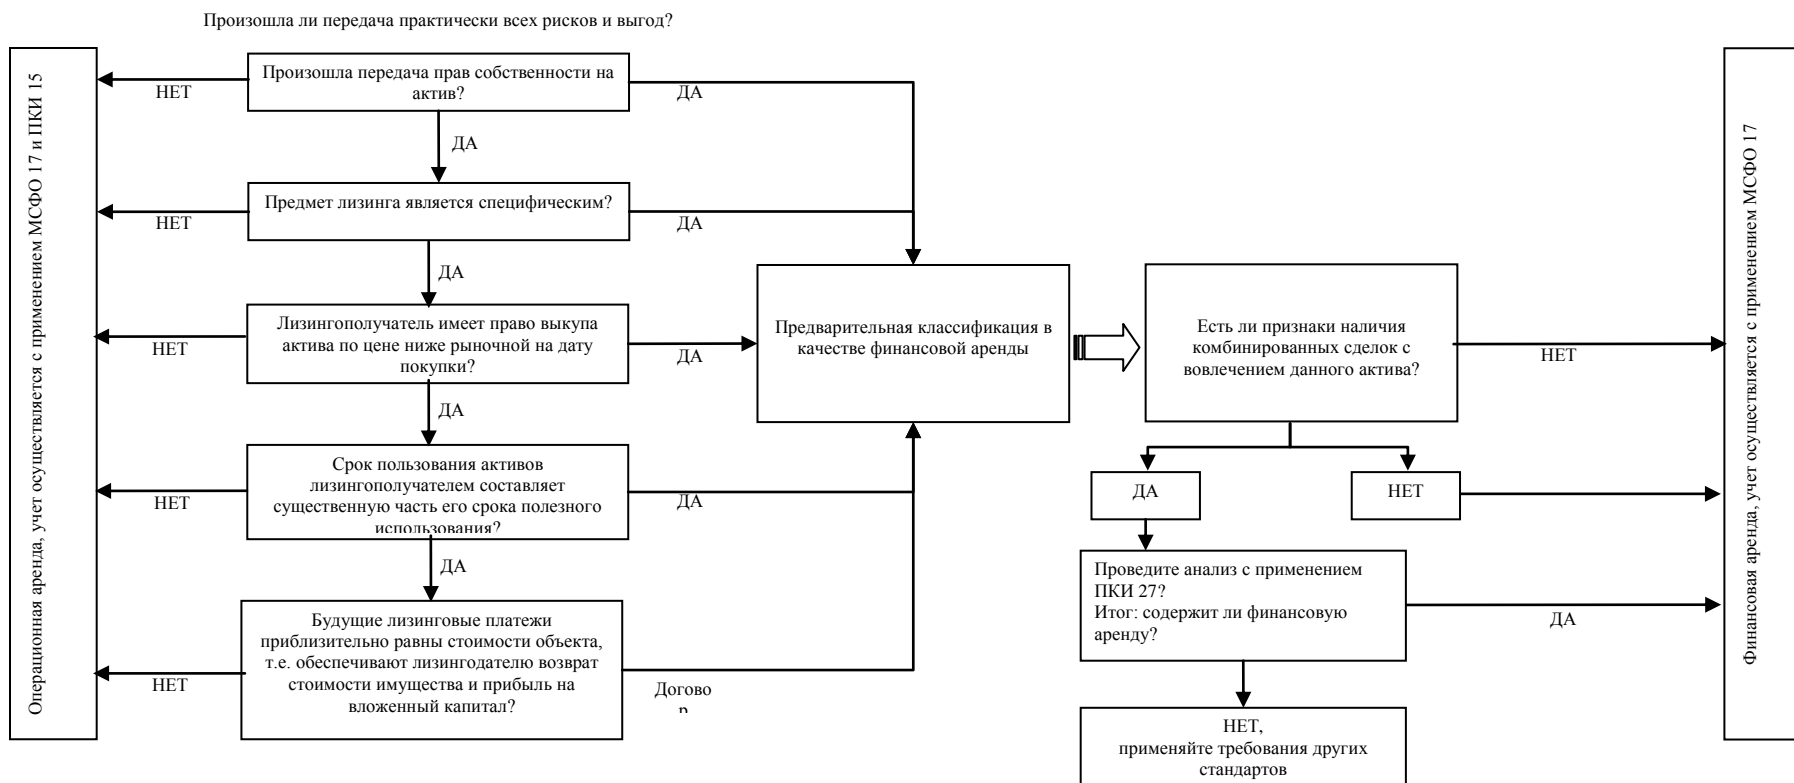 Произошла ли передача практически всех рисков и выгод?
Операционная аренда, учет осуществляется с применением МСФО 17 и ПКИ 15
Произошла передача прав собственности на
актив?
НЕТ
ДА
ДА
Предмет лизинга является специфическим?
НЕТ
ДА
ДА
Лизингополучатель имеет право выкупа
актива по цене ниже рыночной на дату
покупки?
НЕТ
ДА
ДА
Срок пользования активов
лизингополучателем составляет
существенную часть его срока полезного
использования?
НЕТ
ДА
ДА
Будущие лизинговые платежи
приблизительно равны стоимости объекта,
т.е. обеспечивают лизингодателю возврат
стоимости имущества и прибыль на
вложенный капитал?
НЕТ
Догово
р
Предварительная классификация в
качестве финансовой аренды
Есть ли признаки наличия
комбинированных сделок с
вовлечением данного актива?
НЕТ
ДА
НЕТ
Проведите анализ с применением
ПКИ 27?
Итог: содержит ли финансовую
аренду?
ДА
НЕТ,
применяйте требования других
стандартов
Финансовая аренда, учет осуществляется с применением МСФО 17